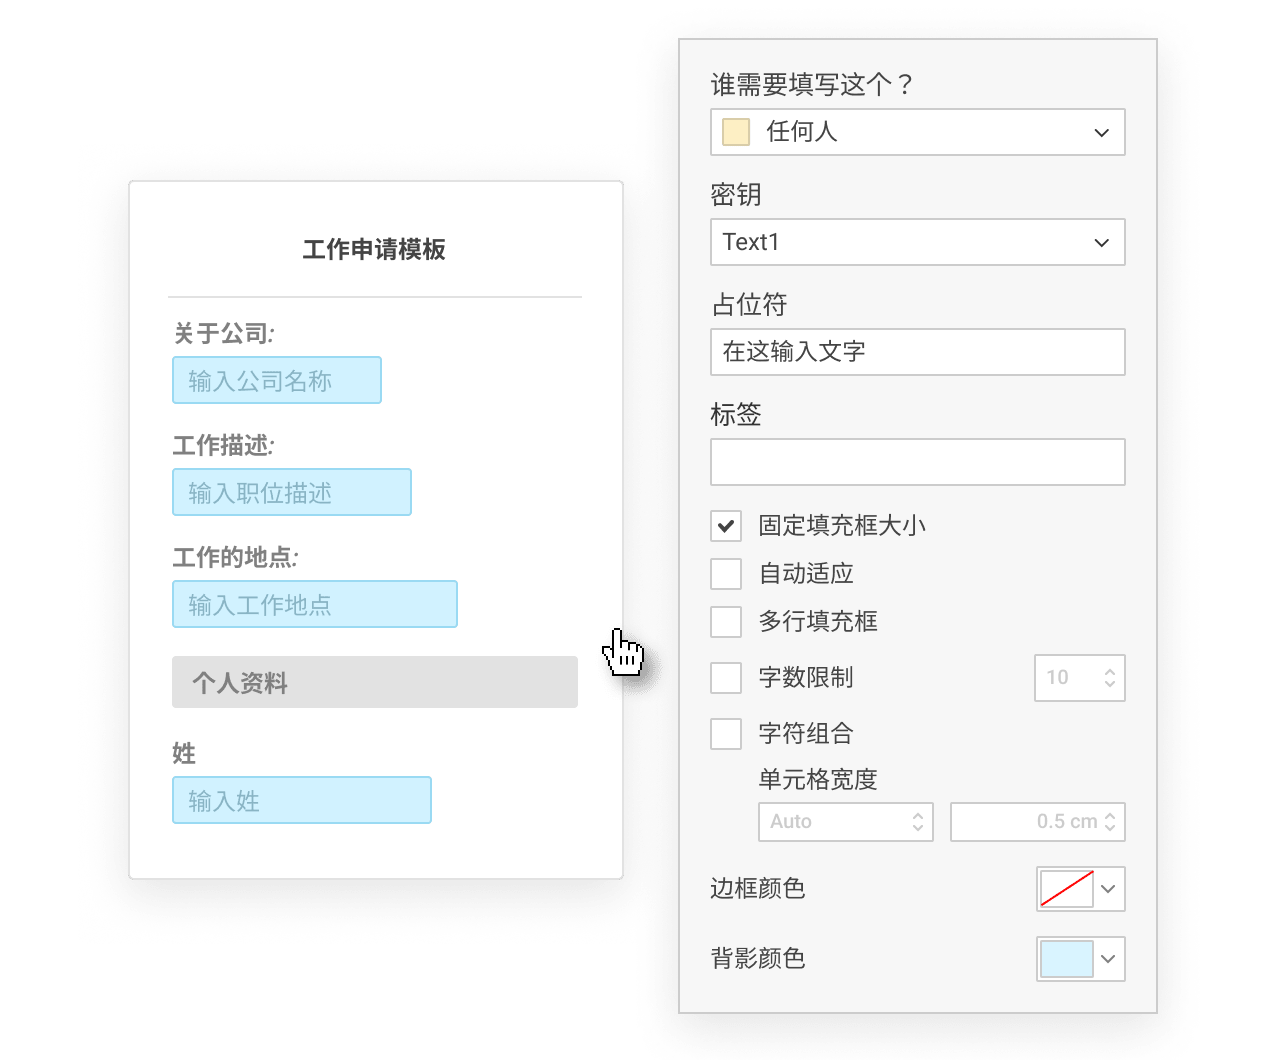 工作申请模板
关于公司:
输入公司名称
工作描述:
输入职位描述
工作的地点:
输入工作地点
个人资料
姓
输入姓
谁需要填写这个？
任何人
密钥
Text1
占位符
在这输入文字
标签
固定填充框大小
自动适应
多行填充框
字数限制
10
字符组合
单元格宽度
Auto
0.5 cm
边框颜色
背影颜色